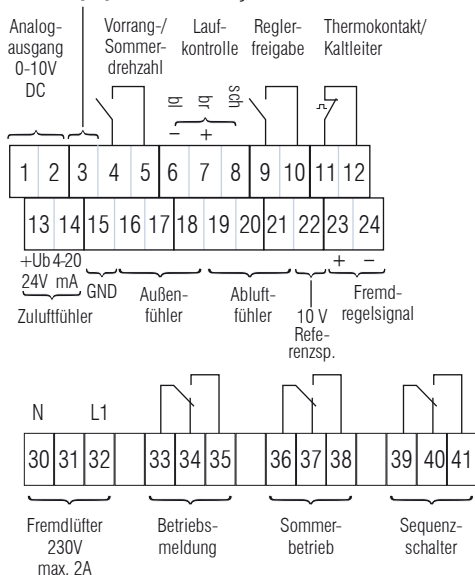 Analog-
ausgang
0-10V
DC
Vorrang-/
Sommer-
drehzahl
Lauf-
kontrolle
Regler-
freigabe
Thermokontakt/
Kaltleiter
bl br sch
− +
1 2 3 4 5 6 7 8 9 10 11 12
13 14 15 16 17 18 19 20 21 22 23 24
+Ub 4-20
24V mA
Zuluftfühler
GND
Außen-
fühler
Abluft-
fühler
10 V
Refe-
renzsp.
+ −
Fremd-
regelsignal
N L1
30 31 32 33 34 35 36 37 38 39 40 41
Fremdlüfter
230V
max. 2A
Betriebs-
meldung
Sommer-
betrieb
Sequenz-
schalter